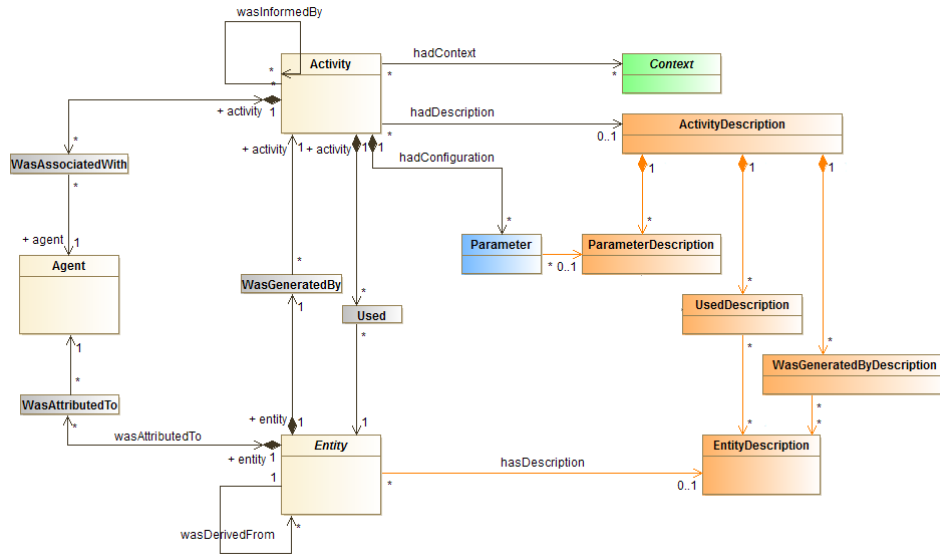 wasInformedBy
Activity
hadContext
Context
*
*
*
*
+ activity
1
hadDescription
*
0..1
ActivityDescription
*
WasAssociatedWith
*
+ activity
1
+ activity
1
1
hadConfiguration
1
1
1
+ agent
1
Agent
*
Parameter
*
0..1
*
ParameterDescription
*
WasGeneratedBy
1
*
Used
*
*
UsedDescription
*
1
*
WasAttributedTo
*
*
WasGeneratedByDescription
*
*
*
wasAttributedTo
+ entity
1
1
1
+ entity
Entity
EntityDescription
hasDescription
1
*
0..1
wasDerivedFrom
*